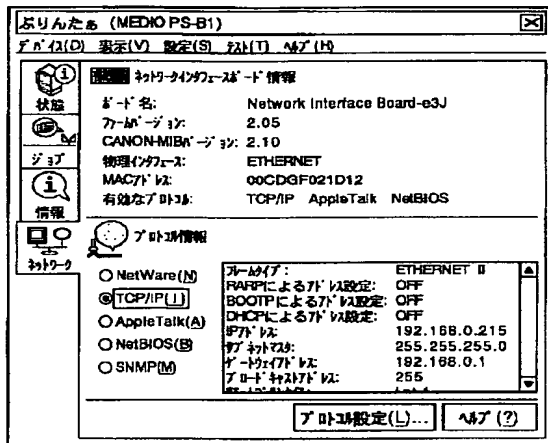 ぷりんたぁ (MEDIO PS-B1)
ﾃﾞﾊﾞｲｽ(D) 表示(V) 設定(S) ﾃｽﾄ(T) ﾍﾙﾌﾟ(H)
状態
ｼﾞｮﾌﾞ
情報
ﾈｯﾄﾜｰｸ
ﾈｯﾄﾜｰｸｲﾝﾀﾌｪｰｽﾎﾞｰﾄﾞ情報
ﾎﾞｰﾄﾞ名: Network Interface Board-e3J
ﾌｧｰﾑﾊﾞｰｼﾞｮﾝ: 2.05
CANON-MIBﾊﾞｰｼﾞｮﾝ: 2.10
物理ｲﾝﾀﾌｪｰｽ: ETHERNET
MACｱﾄﾞﾚｽ: 00CDGF021D12
有効なﾌﾟﾛﾄｺﾙ: TCP/IP AppleTalk NetBIOS
ﾌﾟﾛﾄｺﾙ情報
NetWare(N)
TCP/IP(T)
AppleTalk(A)
NetBIOS(B)
SNMP(M)
ﾌﾚｰﾑﾀｲﾌﾟ: ETHERNET II
RARPによるｱﾄﾞﾚｽ設定: OFF
BOOTPによるｱﾄﾞﾚｽ設定: OFF
DHCPによるｱﾄﾞﾚｽ設定: OFF
IPｱﾄﾞﾚｽ: 192.168.0.215
ｻﾌﾞﾈｯﾄﾏｽｸ: 255.255.255.0
ｹﾞｰﾄｳｪｲｱﾄﾞﾚｽ: 192.168.0.1
ﾌﾞﾛｰﾄﾞｷｬｽﾄｱﾄﾞﾚｽ: 255
ﾌﾟﾛﾄｺﾙ設定(L)... ﾍﾙﾌﾟ(?)